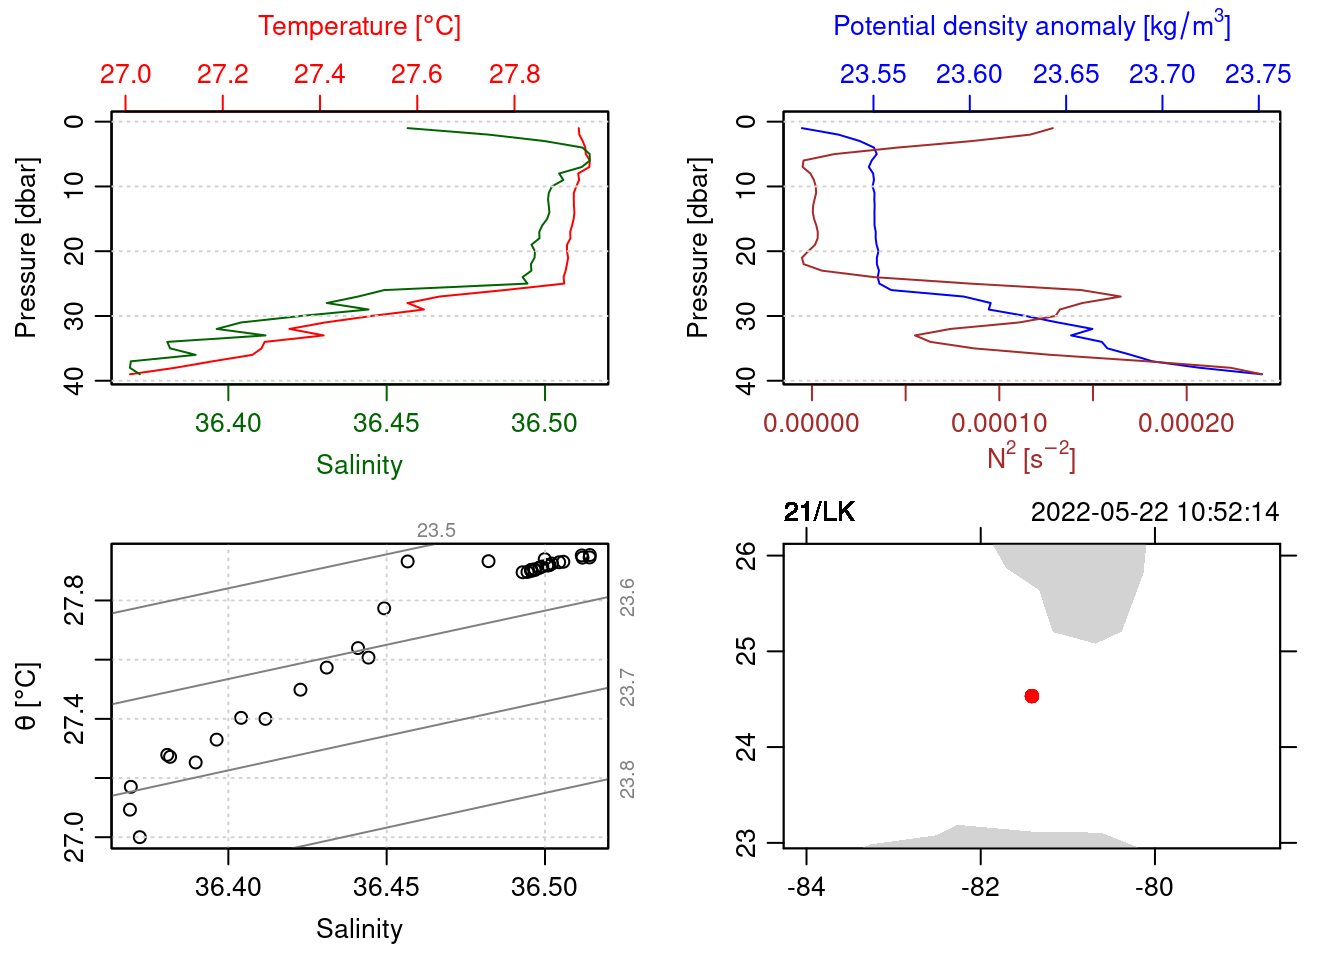 Temperature [°C]
27.0 27.2 27.4 27.6 27.8
Pressure [dbar]
0
10
20
30
40
36.40 36.45 36.50
Salinity
Potential density anomaly [kg/m³]
23.55 23.60 23.65 23.70 23.75
Pressure [dbar]
0
10
20
30
40
0.00000 0.00010 0.00020
N² [s⁻²]
23.5
23.6
23.7
23.8
θ [°C]
27.8
27.4
27.0
36.40 36.45 36.50
Salinity
21/LK 2022-05-22 10:52:14
26
25
24
23
-84 -82 -80